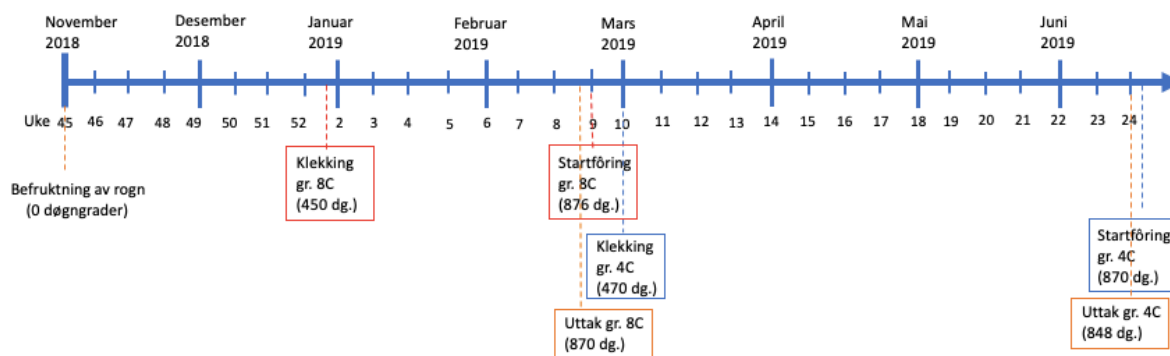 November
2018
Desember
2018
Januar
2019
Februar
2019
Mars
2019
April
2019
Mai
2019
Juni
2019
Uke 45 46 47 48 49 50 51 52 2 3 4 5 6 7 8 9 10 11 12 13 14 15 16 17 18 19 20 21 22 23 24
Befruktning av rogn
(0 døgngrader)
Klekking
gr. 8C
(450 dg.)
Startfôring
gr. 8C
(876 dg.)
Klekking
gr. 4C
(470 dg.)
Uttak gr. 8C
(870 dg.)
Startfôring
gr. 4C
(870 dg.)
Uttak gr. 4C
(848 dg.)